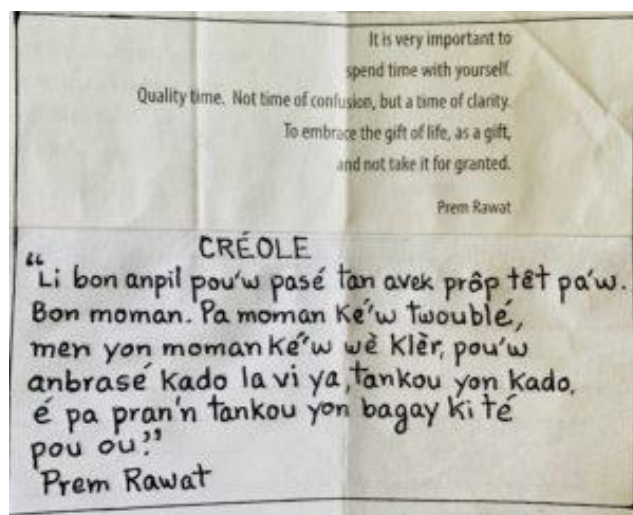 It is very important to
spend time with yourself.
Quality time. Not time of confusion, but a time of clarity.
To embrace the gift of life, as a gift,
and not take it for granted.
Prem Rawat
CRÉOLE
“Li bon anpil pou'w pasé tan avek prôp têt pa'w.
Bon moman. Pa moman ké'w twoublé,
men yon moman ké'w wè klèr, pou'w
anbrasé kado la vi ya, tankou yon kado,
é pa pran'n tankou yon bagay ki té
pou ou.”
Prem Rawat